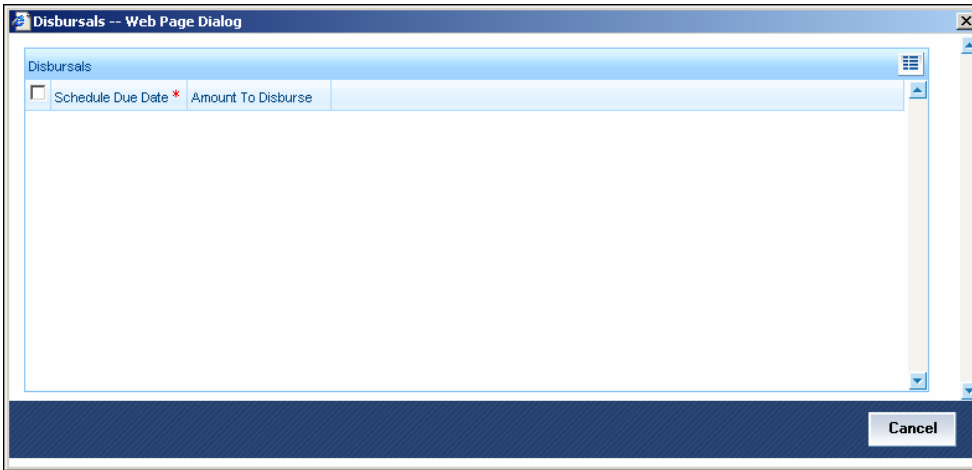 Disbursals -- Web Page Dialog
Disbursals
Schedule Due Date * Amount To Disburse
Cancel